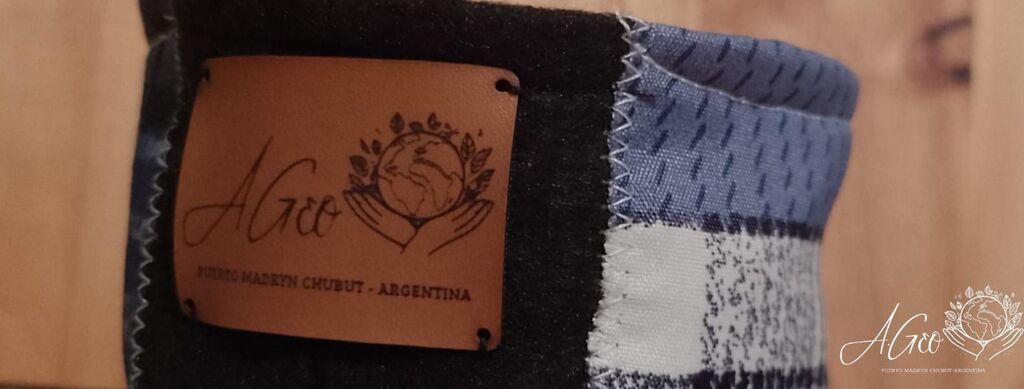 AGeo
PUERTO MADRYN CHUBUT - ARGENTINA
AGeo
PUERTO MADRYN CHUBUT-ARGENTINA